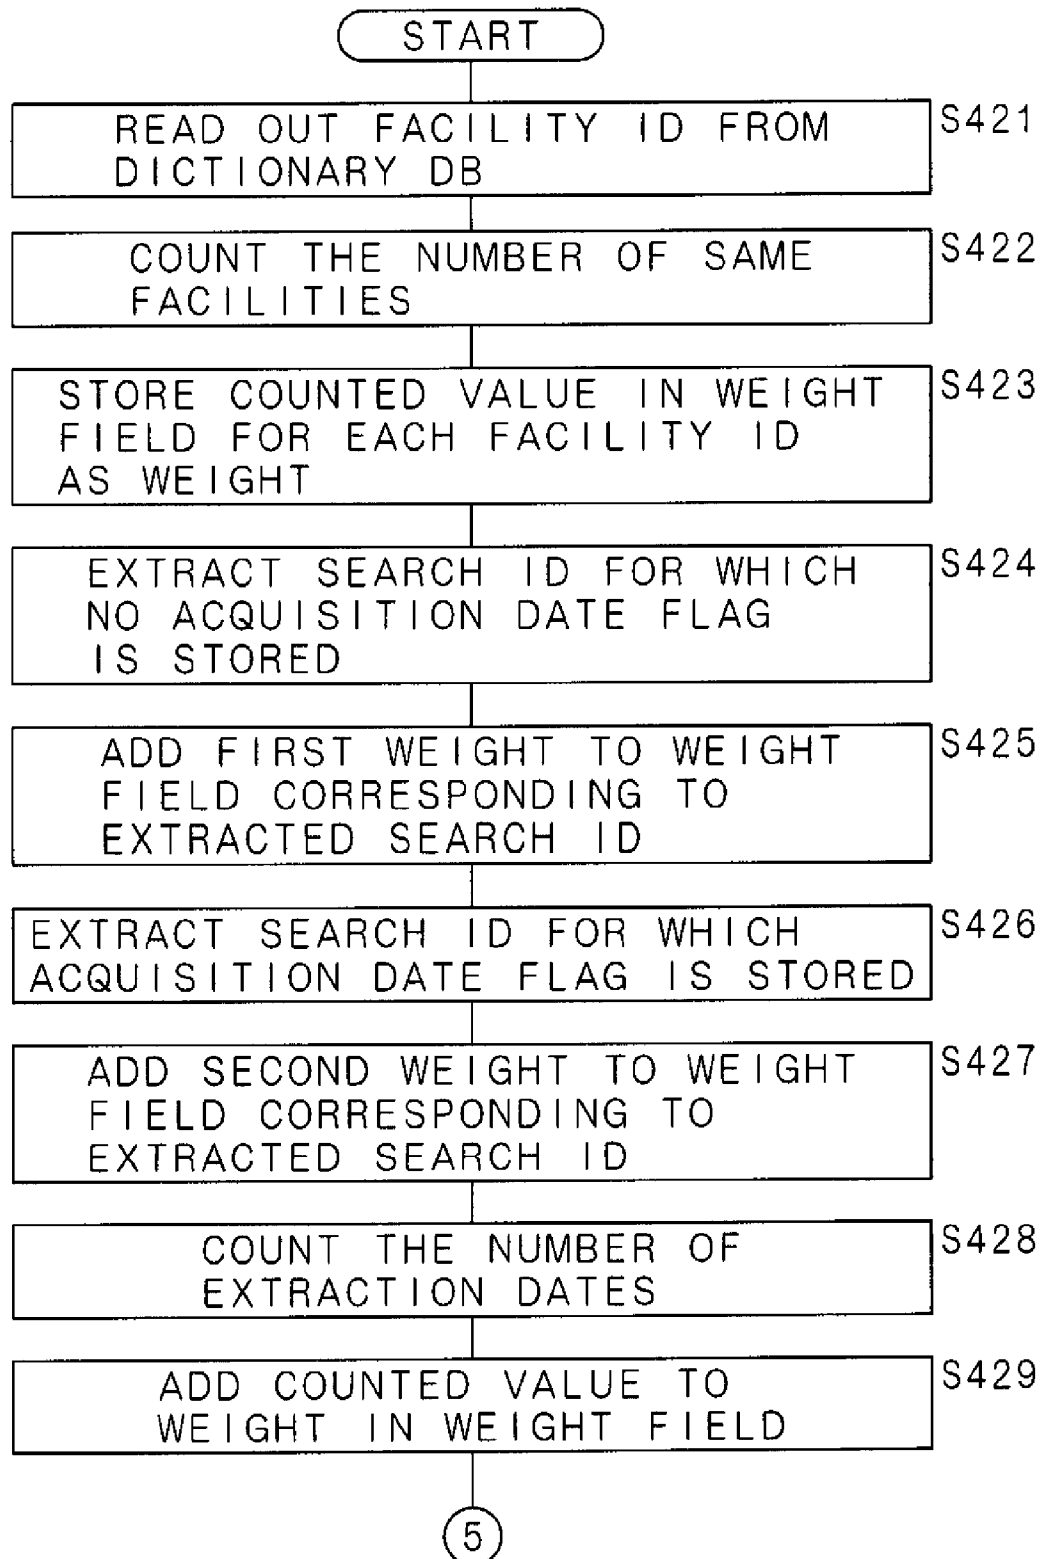 START
READ OUT FACILITY ID FROM
DICTIONARY DB
S421
COUNT THE NUMBER OF SAME
FACILITIES
S422
STORE COUNTED VALUE IN WEIGHT
FIELD FOR EACH FACILITY ID
AS WEIGHT
S423
EXTRACT SEARCH ID FOR WHICH
NO ACQUISITION DATE FLAG
IS STORED
S424
ADD FIRST WEIGHT TO WEIGHT
FIELD CORRESPONDING TO
EXTRACTED SEARCH ID
S425
EXTRACT SEARCH ID FOR WHICH
ACQUISITION DATE FLAG IS STORED
S426
ADD SECOND WEIGHT TO WEIGHT
FIELD CORRESPONDING TO
EXTRACTED SEARCH ID
S427
COUNT THE NUMBER OF
EXTRACTION DATES
S428
ADD COUNTED VALUE TO
WEIGHT IN WEIGHT FIELD
S429
5